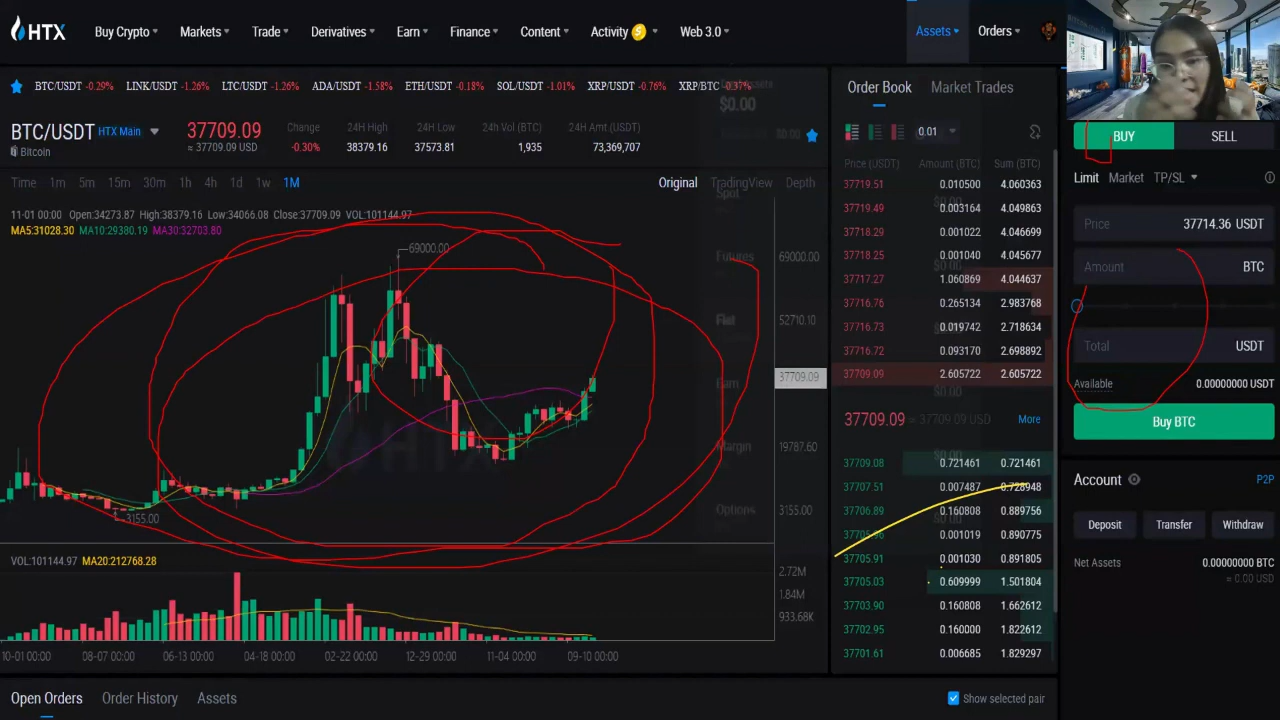 HTX Buy Crypto Markets Trade Derivatives Earn Finance Content Activity Web 3.0 Assets Orders
BTC/USDT -0.29% LINK/USDT -1.26% LTC/USDT -1.26% ADA/USDT -1.58% ETH/USDT -0.18% SOL/USDT -1.01% XRP/USDT -0.76% XRP/BTC -0.37%
$0.00
BTC/USDT HTX Main
Bitcoin
37709.09
≈ 37709.09 USD
Change
-0.30%
24H High
38379.16
24H Low
37573.81
24h Vol (BTC)
1,935
24H Amt.(USDT)
73,369,707
Time 1m 5m 15m 30m 1h 4h 1d 1w 1M
Original TradingView Depth
11-01 00:00 Open:34273.87 High:38379.16 Low:34066.08 Close:37709.09 VOL:101144.97
MA5:31028.30 MA10:29380.19 MA30:32703.80
69000.00
3155.00
HTX
69000.00
52710.10
37709.09
19787.60
3155.00
Spot
Futures
Fiat
Earn
Margin
Options
VOL:101144.97 MA20:212768.28
2.72M
1.84M
933.68K
10-01 00:00 08-07 00:00 06-13 00:00 04-18 00:00 02-22 00:00 12-29 00:00 11-04 00:00 09-10 00:00
Open Orders Order History Assets
Show selected pair
Order Book Market Trades
0.01
Price (USDT) Amount (BTC) Sum (BTC)
37719.51 0.010500 4.060363
37719.49 0.003164 4.049863
37718.29 0.001022 4.046699
37718.25 0.001040 4.045677
37717.27 1.060869 4.044637
37716.76 0.265134 2.983768
37716.73 0.019742 2.718634
37716.72 0.093170 2.698892
37709.09 2.605722 2.605722
37709.09 ≈ 37709.09 USD More
37709.08 0.721461 0.721461
37707.51 0.007487 0.728948
37706.89 0.160808 0.889756
0.001019 0.890775
37705.91 0.001030 0.891805
37705.03 0.609999 1.501804
37703.90 0.160808 1.662612
37702.95 0.160000 1.822612
37701.61 0.006685 1.829297
BUY SELL
Limit Market TP/SL
Price 37714.36 USDT
Amount BTC
Total USDT
Available 0.00000000 USDT
Buy BTC
Account P2P
Deposit Transfer Withdraw
Net Assets 0.00000000 BTC
≈ 0.00 USD